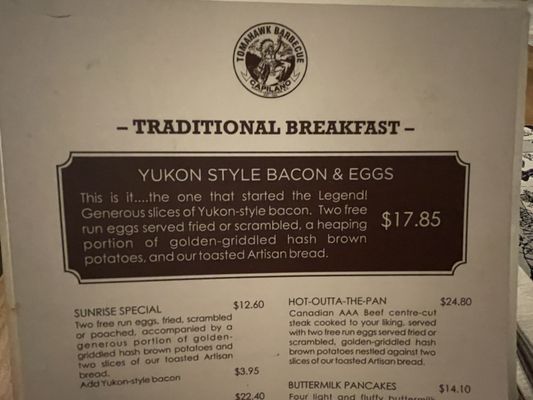 TOMAHAWK BARBECUE
CAPILANO
– TRADITIONAL BREAKFAST –
YUKON STYLE BACON & EGGS
This is it....the one that started the Legend!
Generous slices of Yukon-style bacon. Two free
run eggs served fried or scrambled, a heaping
portion of golden-griddled hash brown
potatoes, and our toasted Artisan bread.
$17.85
SUNRISE SPECIAL $12.60
Two free run eggs, fried, scrambled
or poached, accompanied by a
generous portion of golden-
griddled hash brown potatoes and
two slices of our toasted Artisan
bread.
Add Yukon-style bacon $3.95
$22.40
HOT-OUTTA-THE-PAN $24.80
Canadian AAA Beef centre-cut
steak cooked to your liking, served
with two free run eggs served fried or
scrambled, golden-griddled hash
brown potatoes nestled against two
slices of our toasted Artisan bread.
BUTTERMILK PANCAKES $14.10
Four light and fluffy buttermilk